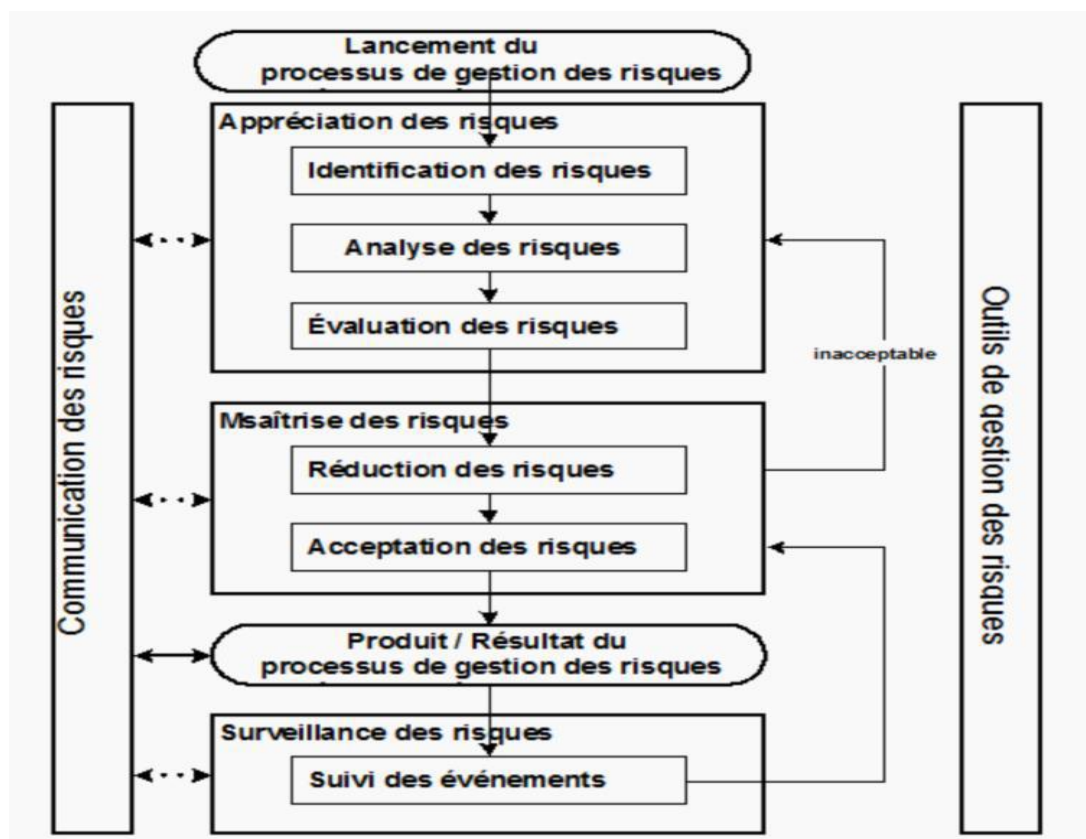 Lancement du
processus de gestion des risques
Appréciation des risques
Identification des risques
Analyse des risques
Évaluation des risques
inacceptable
Msaîtrise des risques
Réduction des risques
Acceptation des risques
Produit / Résultat du
processus de gestion des risques
Surveillance des risques
Suivi des événements
Communication des risques
Outils de gestion des risques